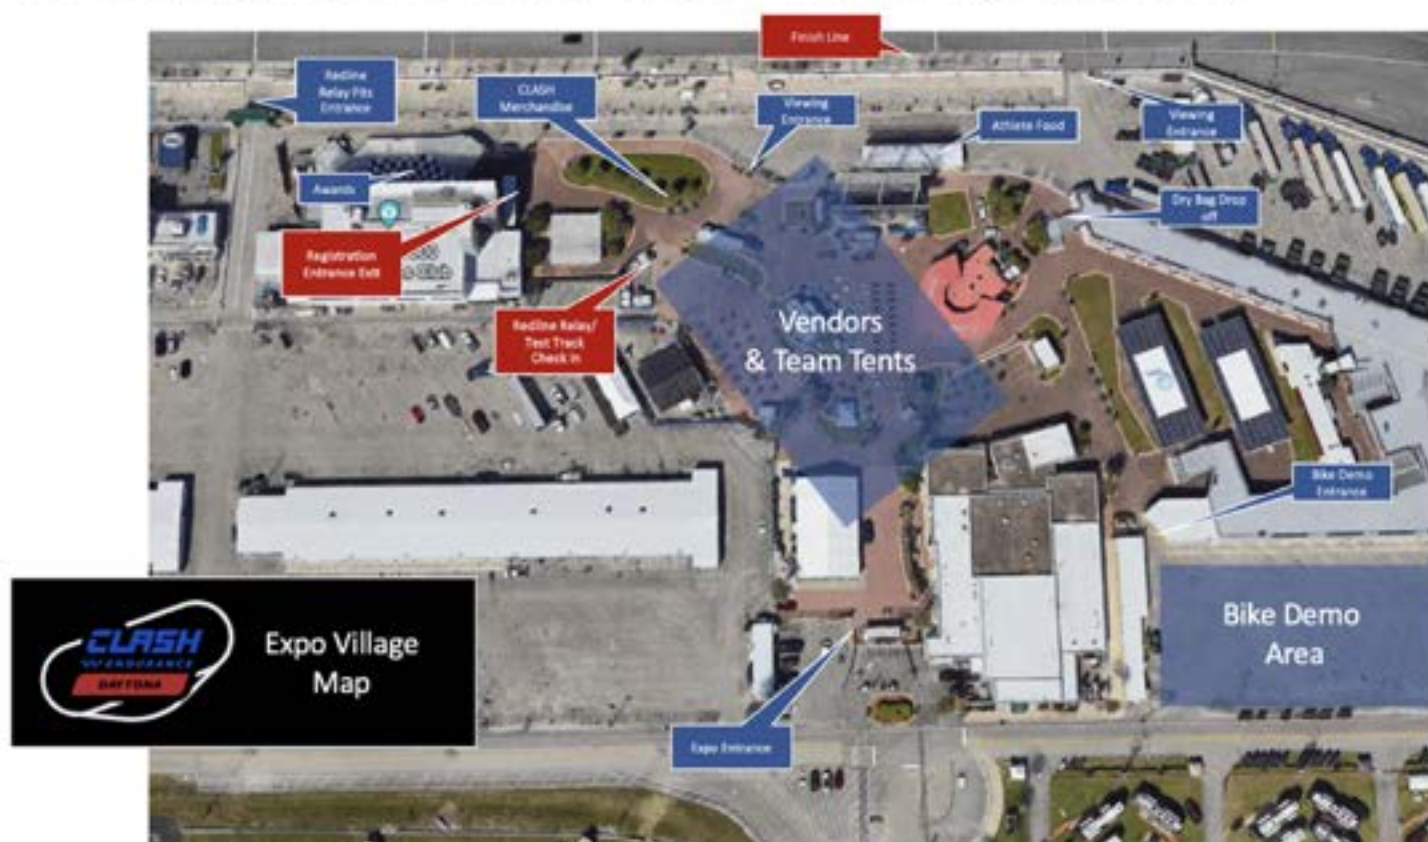 Finish Line
Redline
Relay Pits
Entrance
CLASH
Merchandise
Viewing
Entrance
Athlete Food
Viewing
Entrance
Awards
Dry Bag Drop
off
Registration
Entrance Exit
Club
Redline Relay/
Test Track
Check in
Vendors
& Team Tents
Bike Demo
Entrance
CLASH
ENDURANCE
DAYTONA
Expo Village
Map
Bike Demo
Area
Expo Entrance